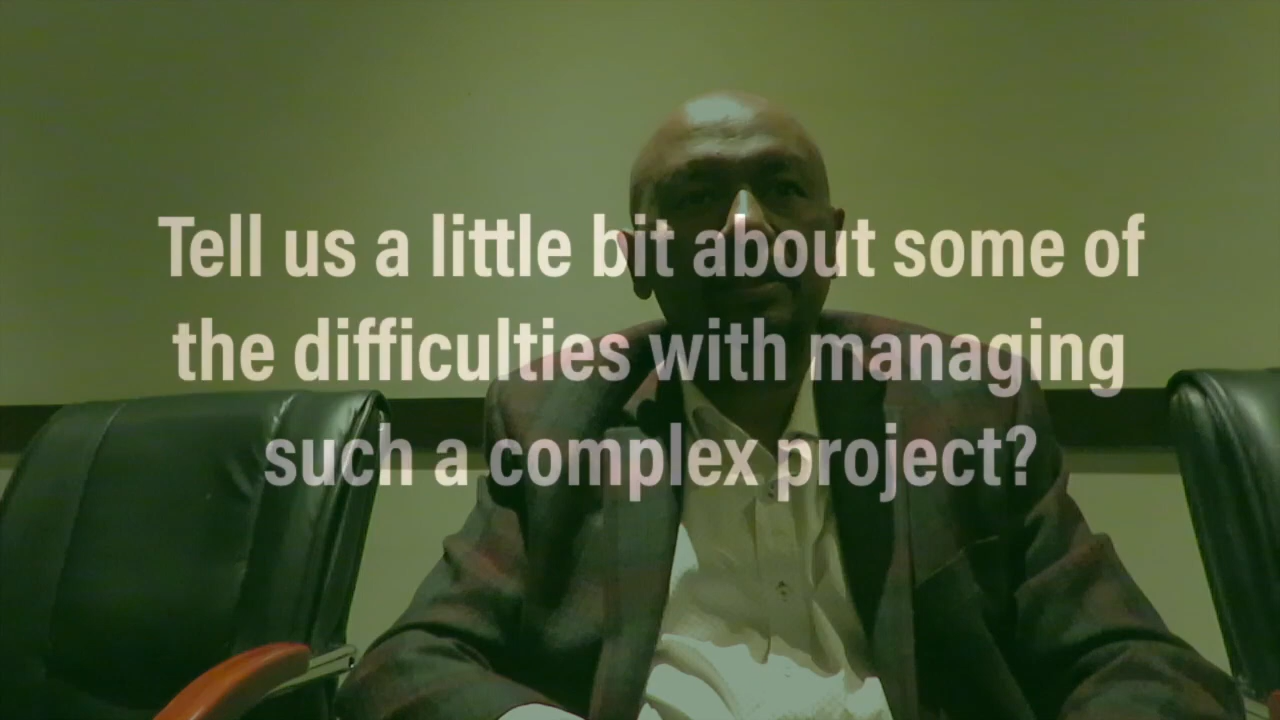 Tell us a little bit about some of
the difficulties with managing
such a complex project?